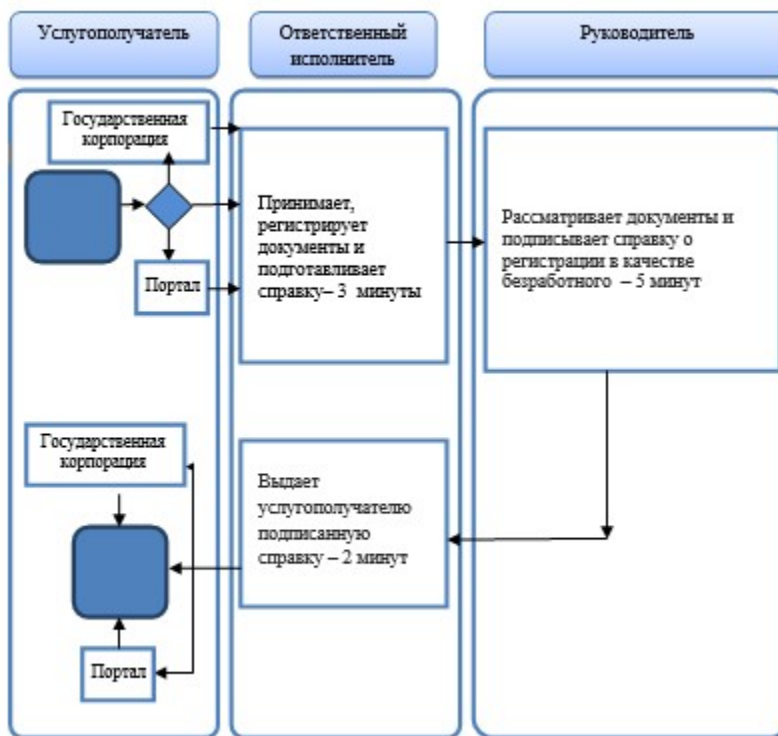 Услугополучатель
Ответственный
исполнитель
Руководитель
Государственная
корпорация
Портал
Принимает,
регистрирует
документы и
подготавливает
справку– 3 минуты
Рассматривает документы и
подписывает справку о
регистрации в качестве
безработного – 5 минут
Государственная
корпорация
Портал
Выдает
услугополучателю
подписанную
справку – 2 минут